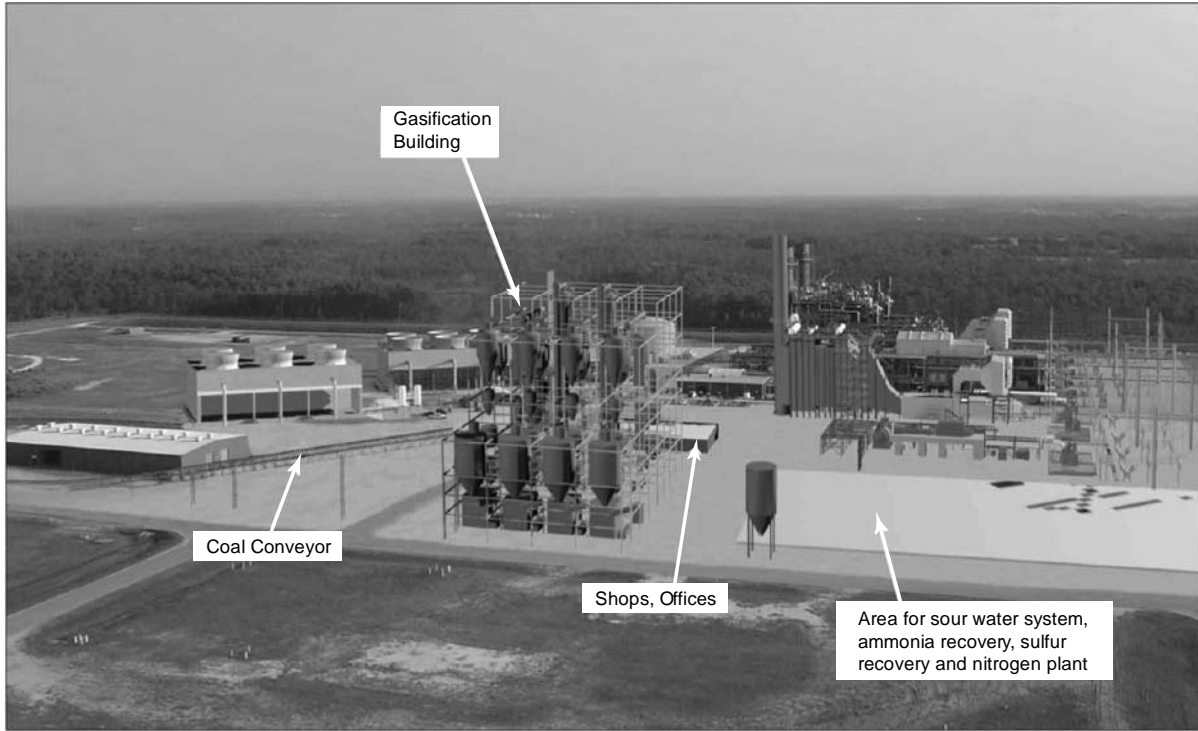 Gasification
Building
Coal Conveyor
Shops, Offices
Area for sour water system,
ammonia recovery, sulfur
recovery and nitrogen plant